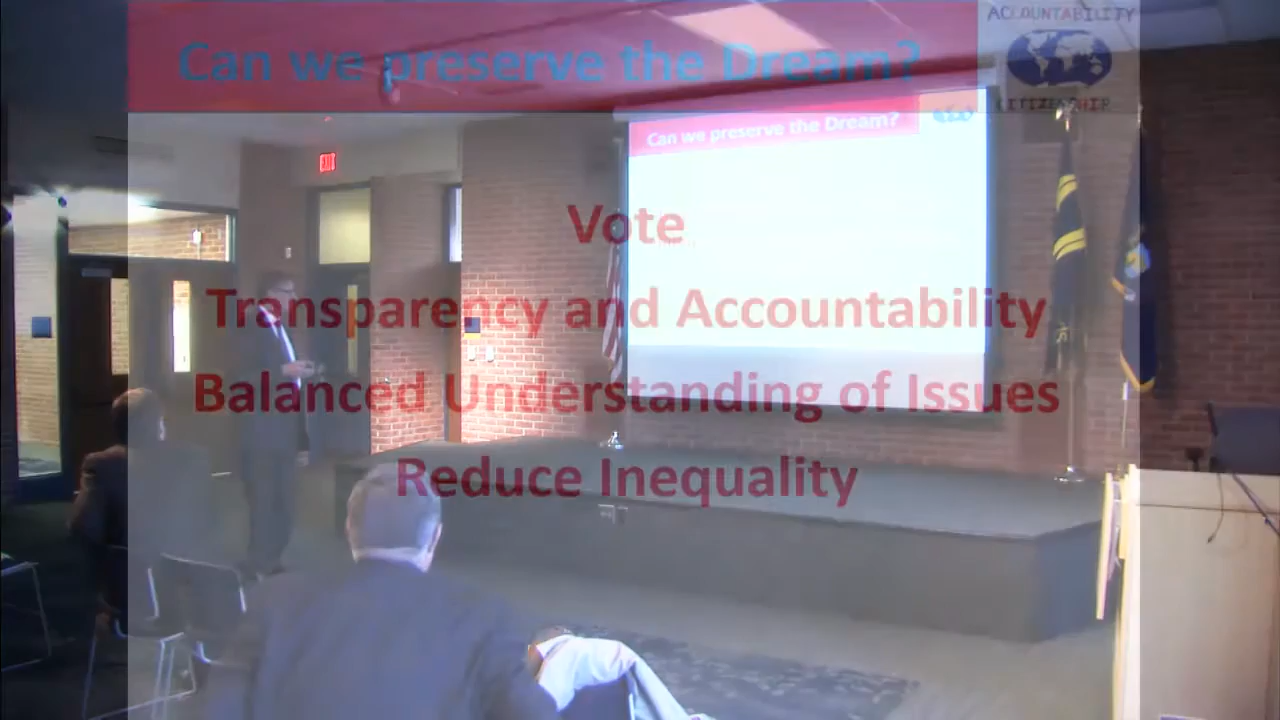 ACCOUNTABILITY
Can we preserve the Dream?
CITIZENSHIP
Can we preserve the Dream?
EXIT
Vote
Transparency and Accountability
Balanced Understanding of Issues
Reduce Inequality